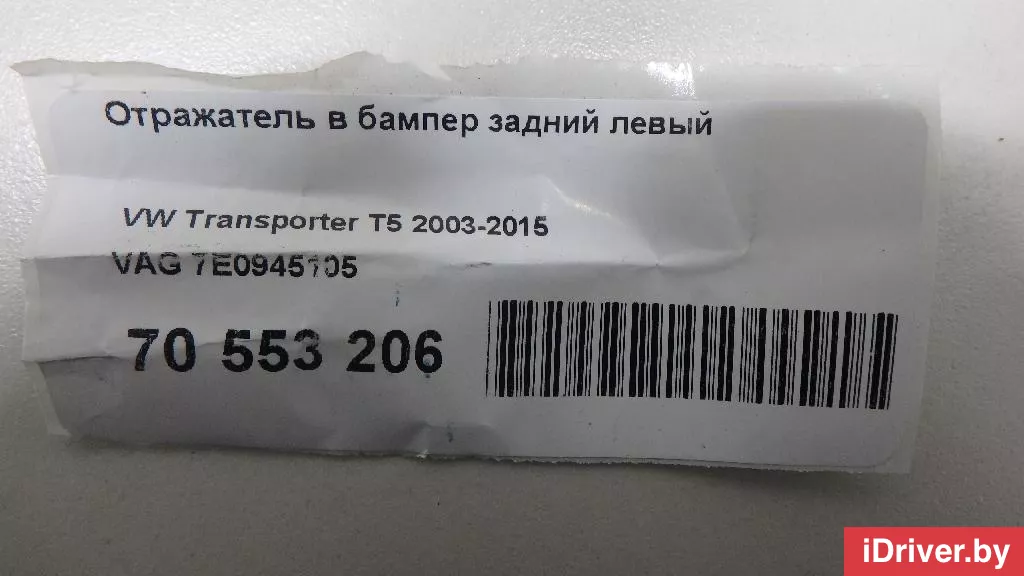 Отражатель в бампер задний левый
VW Transporter T5 2003-2015
VAG 7E0945105
70 553 206
iDriver.by